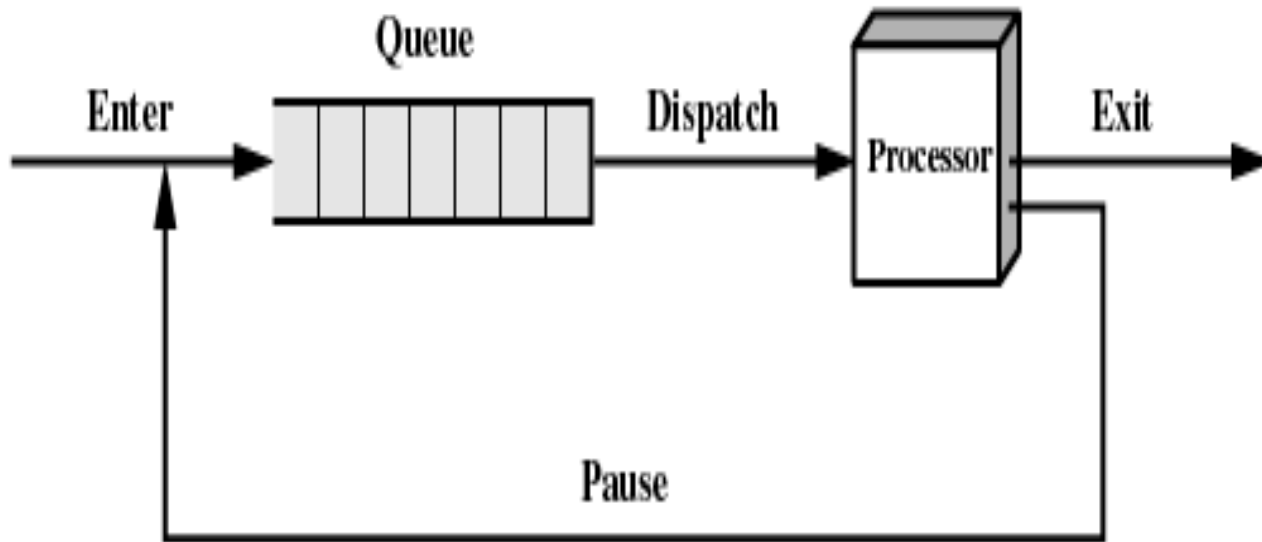 Queue
Enter
Dispatch
Processor
Exit
Pause